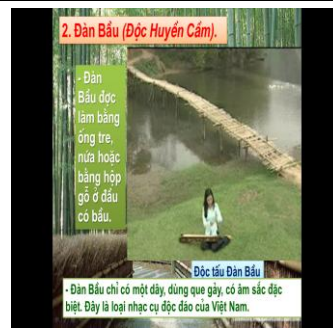 2. Đàn Bầu (Độc Huyền Cầm).
- Đàn
Bầu đợc
làm bằng
ống tre,
nứa hoặc
bằng hộp
gỗ ở đầu
có bầu.
Độc tấu Đàn Bầu
- Đàn Bầu chỉ có một dây, dùng que gảy, có âm sắc đặc
biệt. Đây là loại nhạc cụ độc đáo của Việt Nam.